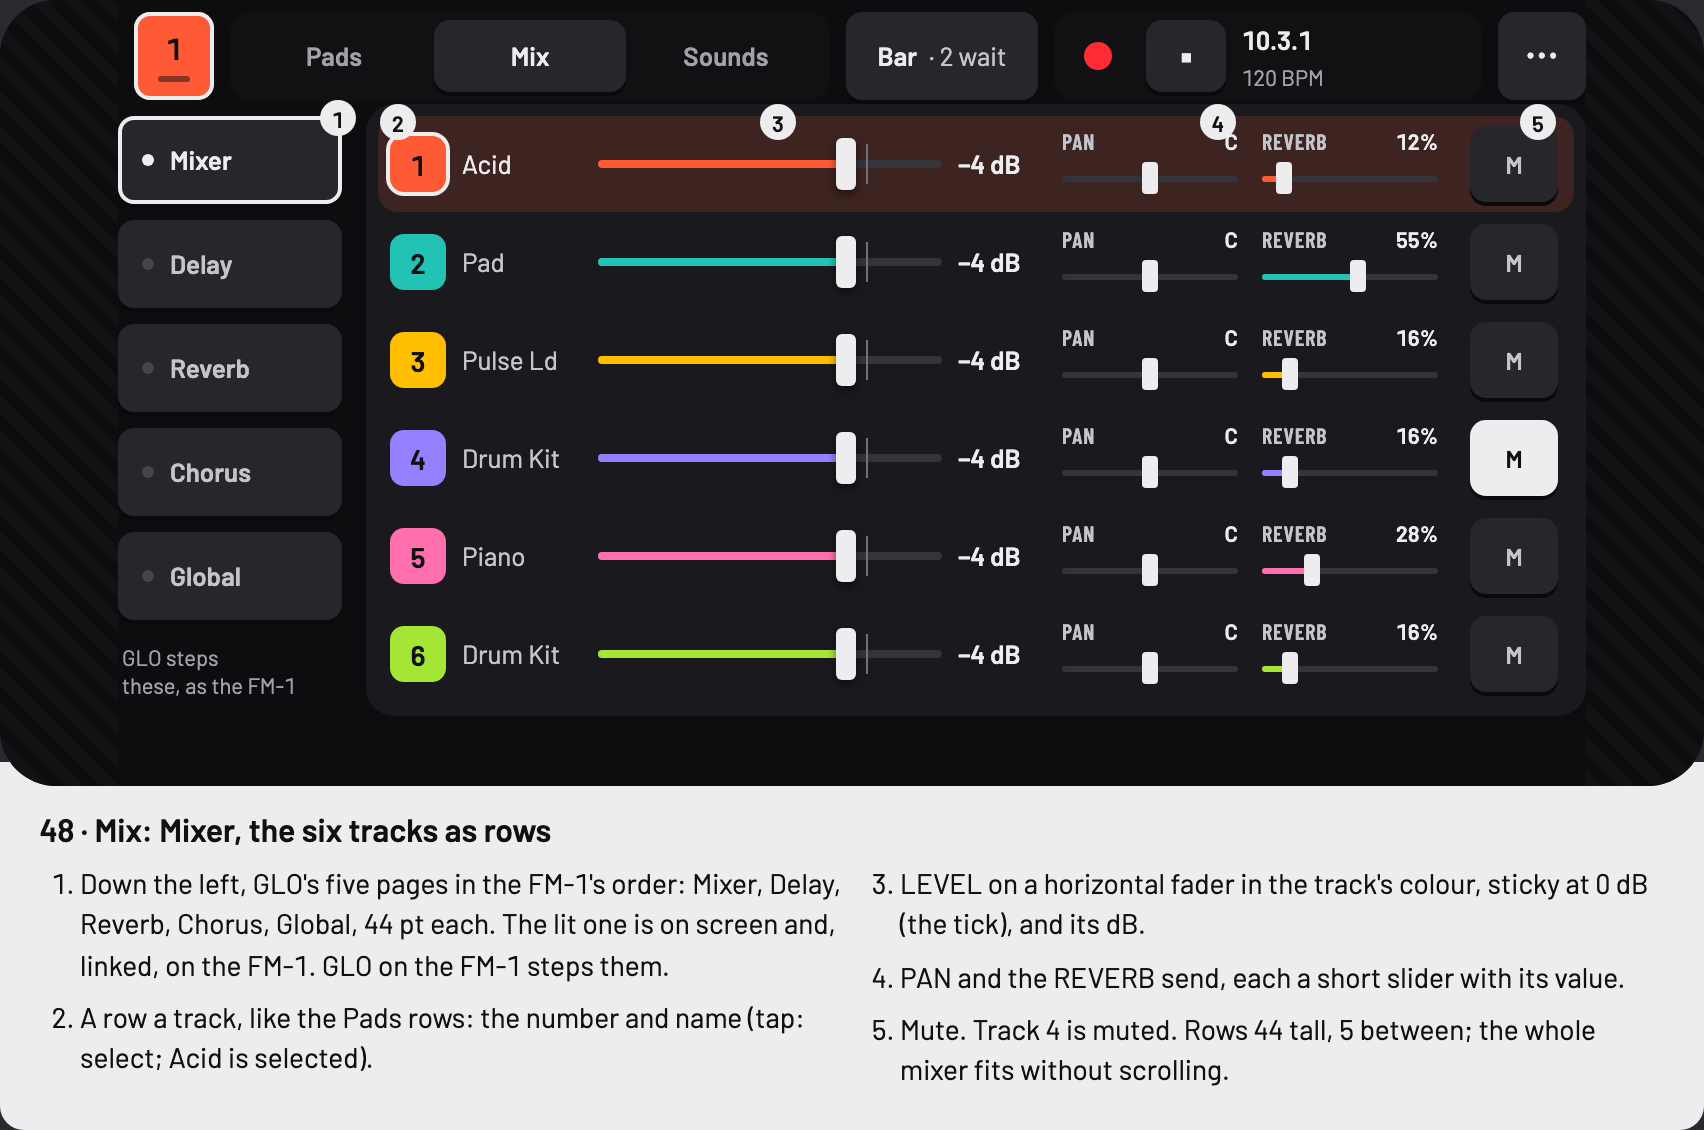 1
Pads
Mix
Sounds
Bar · 2 wait
10.3.1
120 BPM
•••
1
2
3
4
5
Mixer
Delay
Reverb
Chorus
Global
GLO steps
these, as the FM-1
1 Acid –4 dB PAN C REVERB 12% M
2 Pad –4 dB PAN C REVERB 55% M
3 Pulse Ld –4 dB PAN C REVERB 16% M
4 Drum Kit –4 dB PAN C REVERB 16% M
5 Piano –4 dB PAN C REVERB 28% M
6 Drum Kit –4 dB PAN C REVERB 16% M
48 · Mix: Mixer, the six tracks as rows
1. Down the left, GLO's five pages in the FM-1's order: Mixer, Delay,
Reverb, Chorus, Global, 44 pt each. The lit one is on screen and,
linked, on the FM-1. GLO on the FM-1 steps them.
2. A row a track, like the Pads rows: the number and name (tap:
select; Acid is selected).
3. LEVEL on a horizontal fader in the track's colour, sticky at 0 dB
(the tick), and its dB.
4. PAN and the REVERB send, each a short slider with its value.
5. Mute. Track 4 is muted. Rows 44 tall, 5 between; the whole
mixer fits without scrolling.